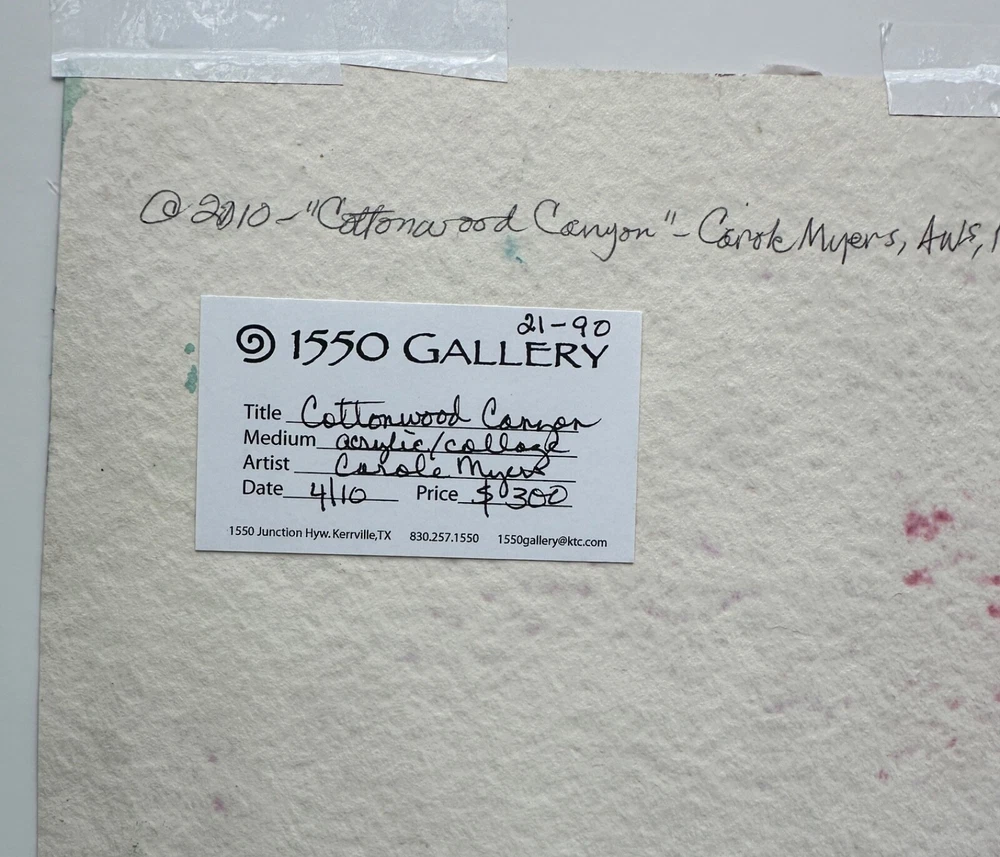 © 2010 - "Cottonwood Canyon" - Carole Myers, AWS,
21-90
1550 GALLERY
Title Cottonwood Canyon
Medium acrylic/collage
Artist Carole Myers
Date 4/10 Price $300
1550 Junction Hyw. Kerrville,TX 830.257.1550 1550gallery@ktc.com